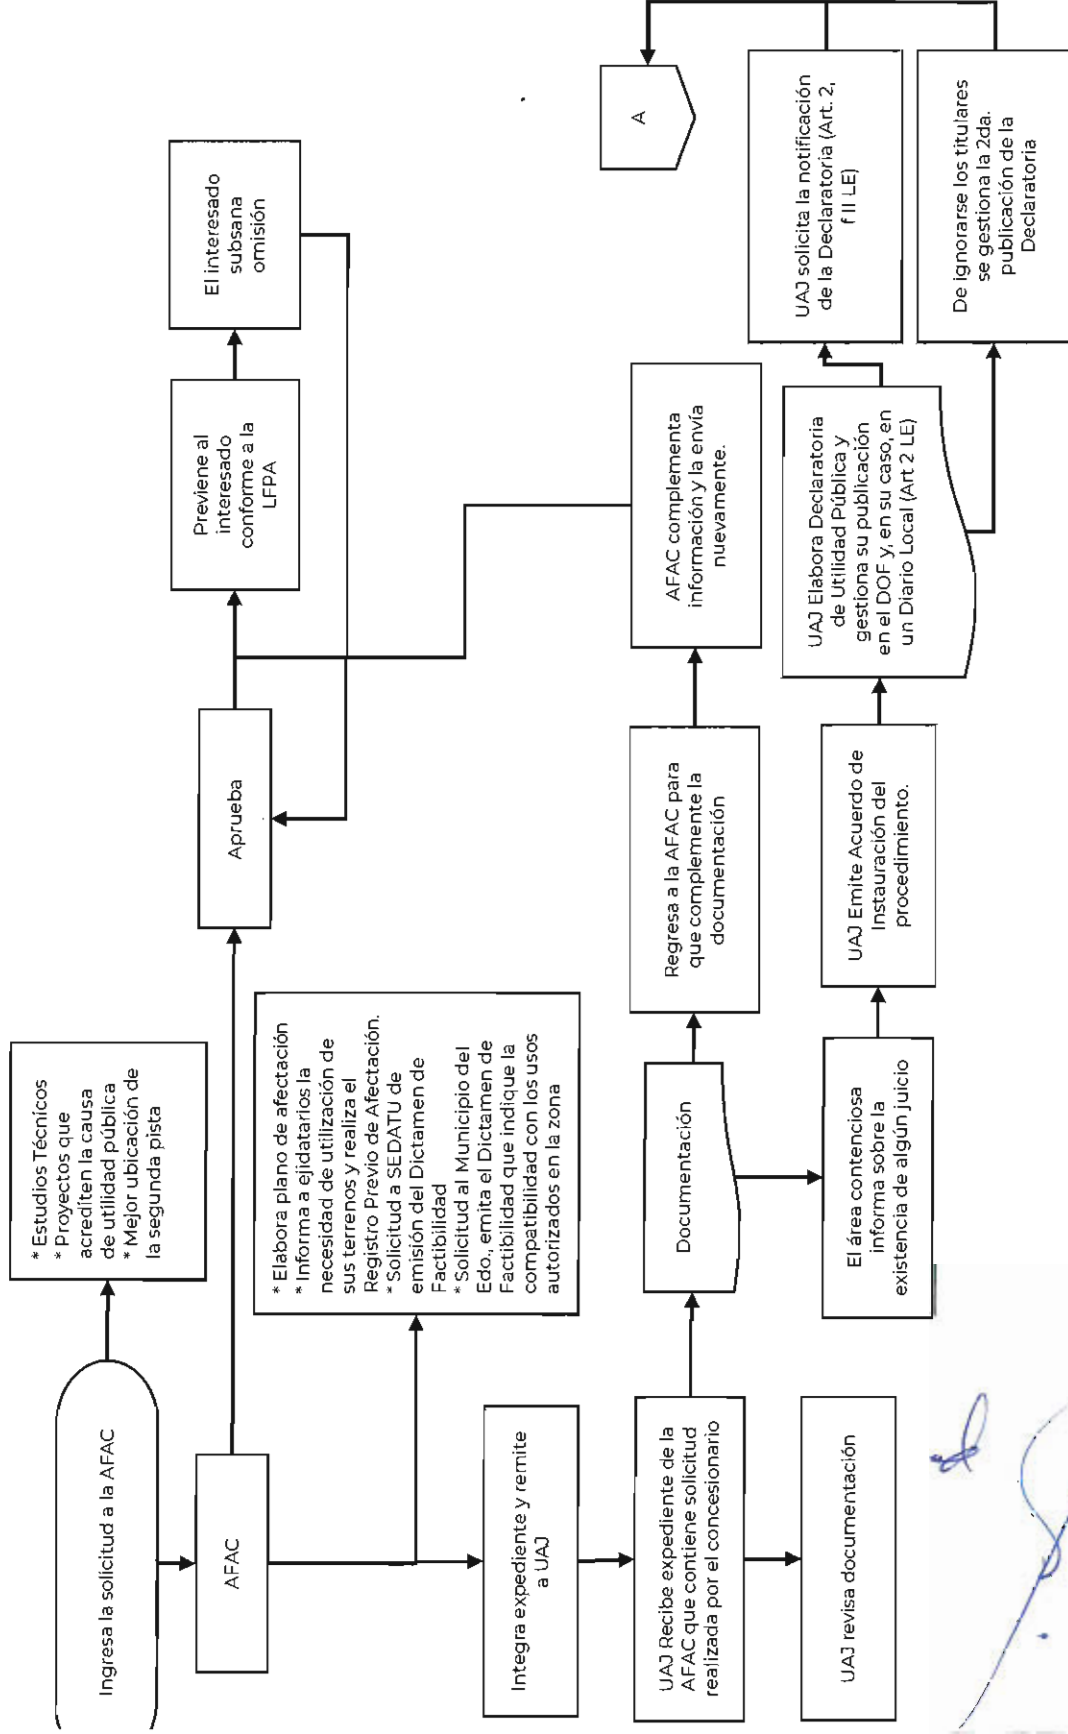 Ingresa la solicitud a la AFAC
* Estudios Técnicos
* Proyectos que
acrediten la causa
de utilidad pública
* Mejor ubicación de
la segunda pista
AFAC
Aprueba
Previene al
interesado
conforme a la
LFPA
El interesado
subsana
omisión
* Elabora plano de afectación
* Informa a ejidatarios la
necesidad de utilización de
sus terrenos y realiza el
Registro Previo de Afectación.
* Solicitud a SEDATU de
emisión del Dictamen de
Factibilidad
* Solicitud al Municipio del
Edo., emita el Dictamen de
Factibilidad que indique la
compatibilidad con los usos
autorizados en la zona
Integra expediente y remite
a UAJ
UAJ Recibe expediente de la
AFAC que contiene solicitud
realizada por el concesionario
Documentación
Regresa a la AFAC para
que complemente la
documentación
AFAC complementa
información y la envía
nuevamente.
A
UAJ revisa documentación
El área contenciosa
informa sobre la
existencia de algún juicio
UAJ Emite Acuerdo de
Instauración del
procedimiento.
UAJ Elabora Declaratoria
de Utilidad Pública y
gestiona su publicación
en el DOF y, en su caso, en
un Diario Local (Art 2 LE)
UAJ solicita la notificación
de la Declaratoria (Art. 2,
f II LE)
De ignorarse los titulares
se gestiona la 2da.
publicación de la
Declaratoria